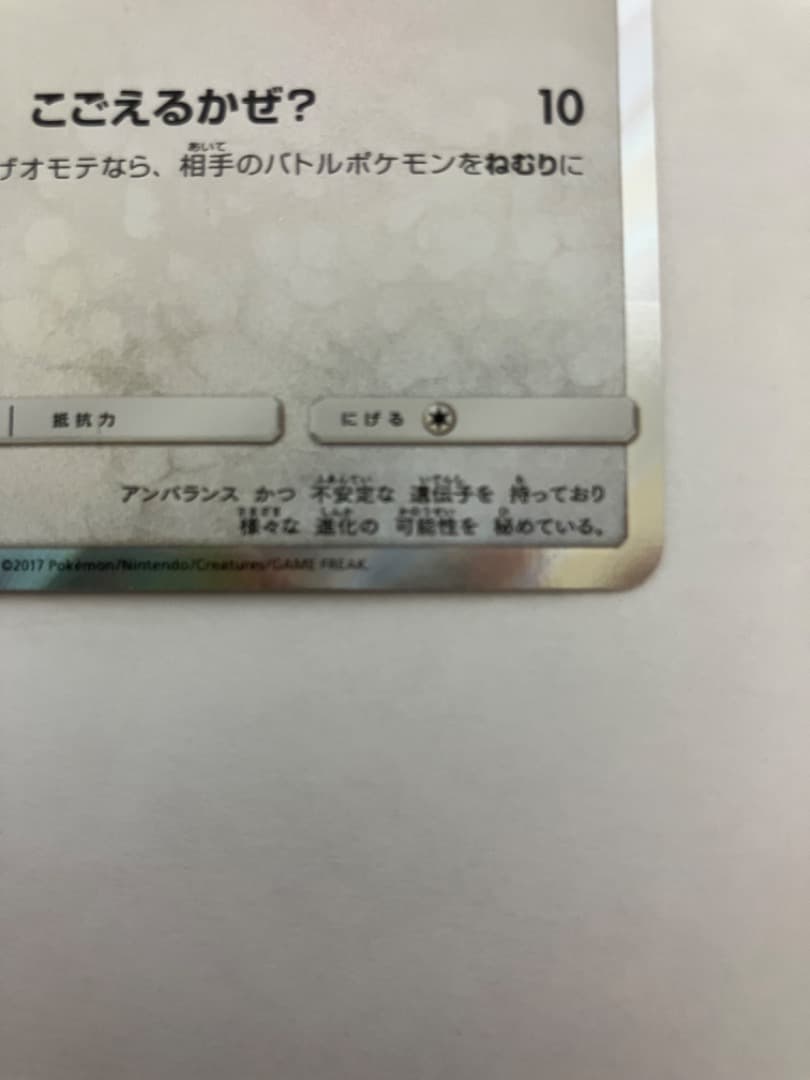 こごえるかぜ? 10
ザオモテなら、相手のバトルポケモンをねむりに
抵抗力 にげる
アンバランス かつ 不安定な 遺伝子を 持っており
様々な 進化の 可能性を 秘めている。
©2017 Pokémon/Nintendo/Creatures/GAME FREAK.